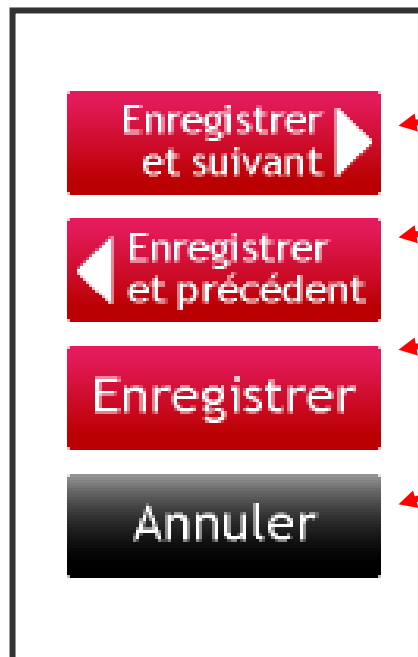 Enregistrer
et suivant
Enregistrer
et précédent
Enregistrer
Annuler